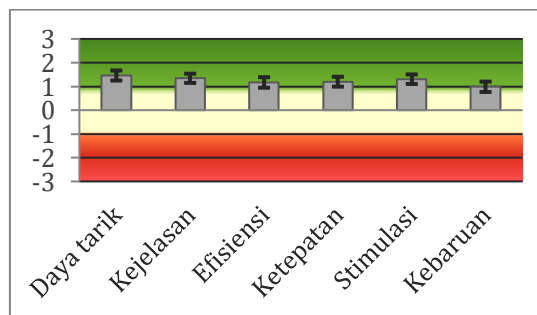 3
2
1
0
-1
-2
-3
Daya tarik
Kejelasan
Efisiensi
Ketepatan
Stimulasi
Kebaruan